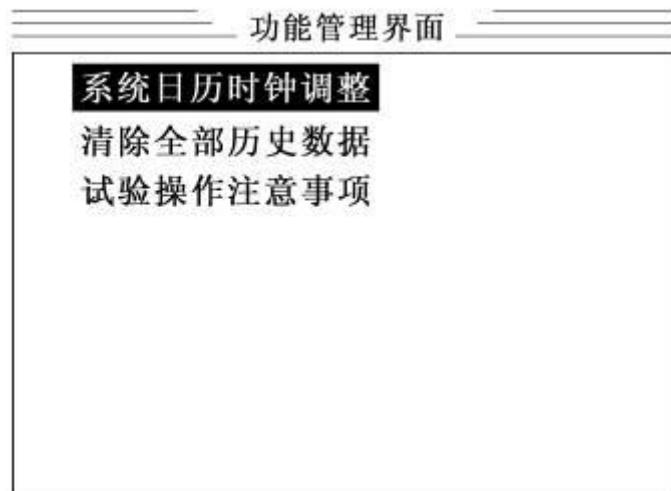 功能管理界面
系统日历时钟调整
清除全部历史数据
试验操作注意事项